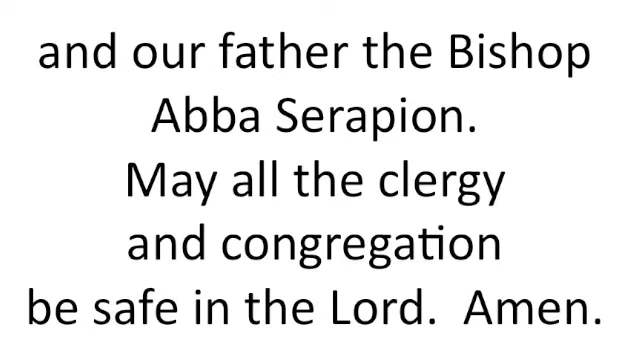 and our father the Bishop
Abba Serapion.
May all the clergy
and congregation
be safe in the Lord.  Amen.